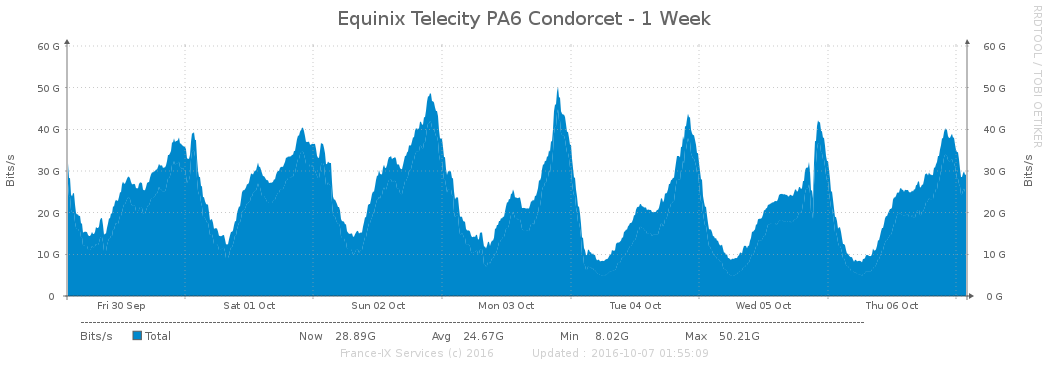 Equinix Telecity PA6 Condorcet - 1 Week
RRDTOOL / TOBI OETIKER
Bits/s
60 G 60 G
50 G 50 G
40 G 40 G
30 G 30 G
20 G 20 G
10 G 10 G
0 0 G
Bits/s
Fri 30 Sep Sat 01 Oct Sun 02 Oct Mon 03 Oct Tue 04 Oct Wed 05 Oct Thu 06 Oct
Bits/s Total Now 28.89G Avg 24.67G Min 8.02G Max 50.21G
France-IX Services (c) 2016 Updated : 2016-10-07 01:55:09